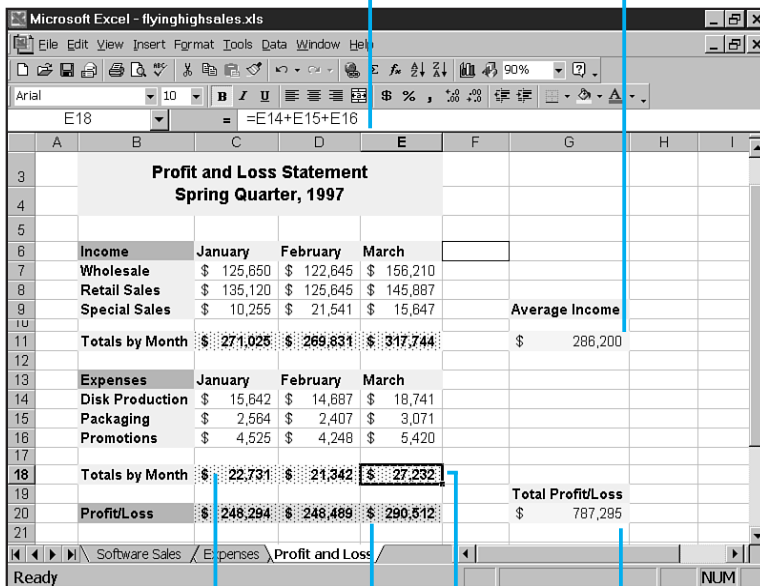 Microsoft Excel - flyinghighsales.xls
File Edit View Insert Format Tools Data Window Help
90%
Arial 10 B I U $ % ,
E18 = =E14+E15+E16
A B C D E F G H I
3 Profit and Loss Statement
4 Spring Quarter, 1997
5
6 Income January February March
7 Wholesale $ 125,650 $ 122,645 $ 156,210
8 Retail Sales $ 135,120 $ 125,645 $ 145,887
9 Special Sales $ 10,255 $ 21,541 $ 15,647 Average Income
10
11 Totals by Month $ 271,025 $ 269,831 $ 317,744 $ 286,200
12
13 Expenses January February March
14 Disk Production $ 15,642 $ 14,687 $ 18,741
15 Packaging $ 2,564 $ 2,407 $ 3,071
16 Promotions $ 4,525 $ 4,248 $ 5,420
17
18 Totals by Month $ 22,731 $ 21,342 $ 27,232
19 Total Profit/Loss
20 Profit/Loss $ 248,294 $ 248,489 $ 290,512 $ 787,295
21
Software Sales Expenses Profit and Loss
Ready NUM